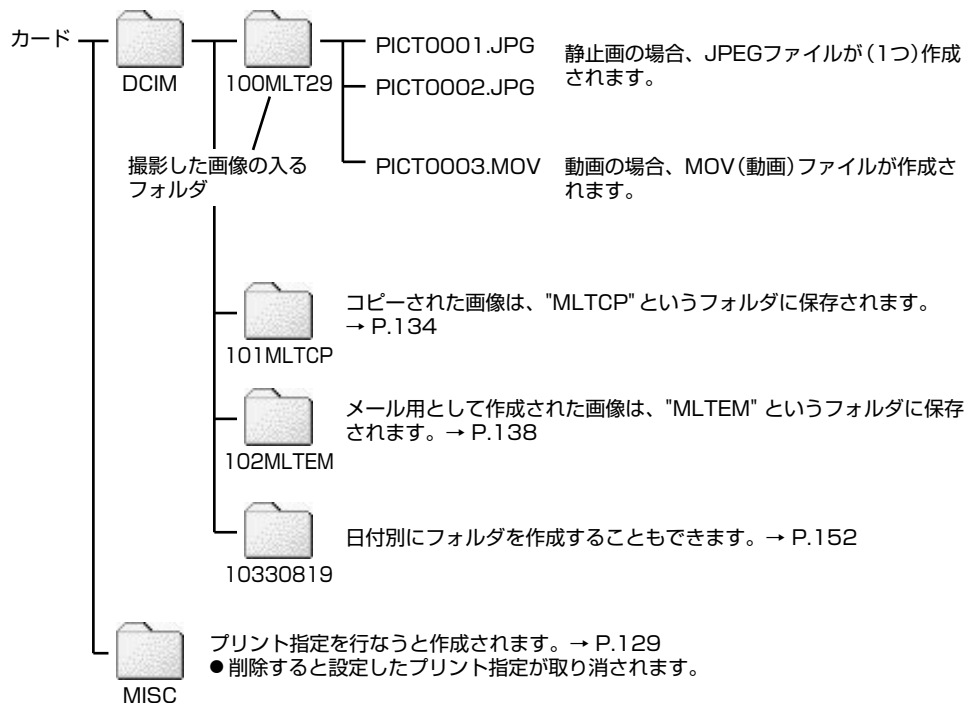 カード
DCIM
100MLT29
PICT0001.JPG
PICT0002.JPG
静止画の場合、JPEGファイルが(1つ)作成
されます。
撮影した画像の入る
フォルダ
PICT0003.MOV
動画の場合、MOV(動画)ファイルが作成さ
れます。
101MLTCP
コピーされた画像は、"MLTCP"というフォルダに保存されます。
→ P.134
102MLTEM
メール用として作成された画像は、"MLTEM" というフォルダに保存
されます。→ P.138
10330819
日付別にフォルダを作成することもできます。→ P.152
MISC
プリント指定を行なうと作成されます。→ P.129
●削除すると設定したプリント指定が取り消されます。